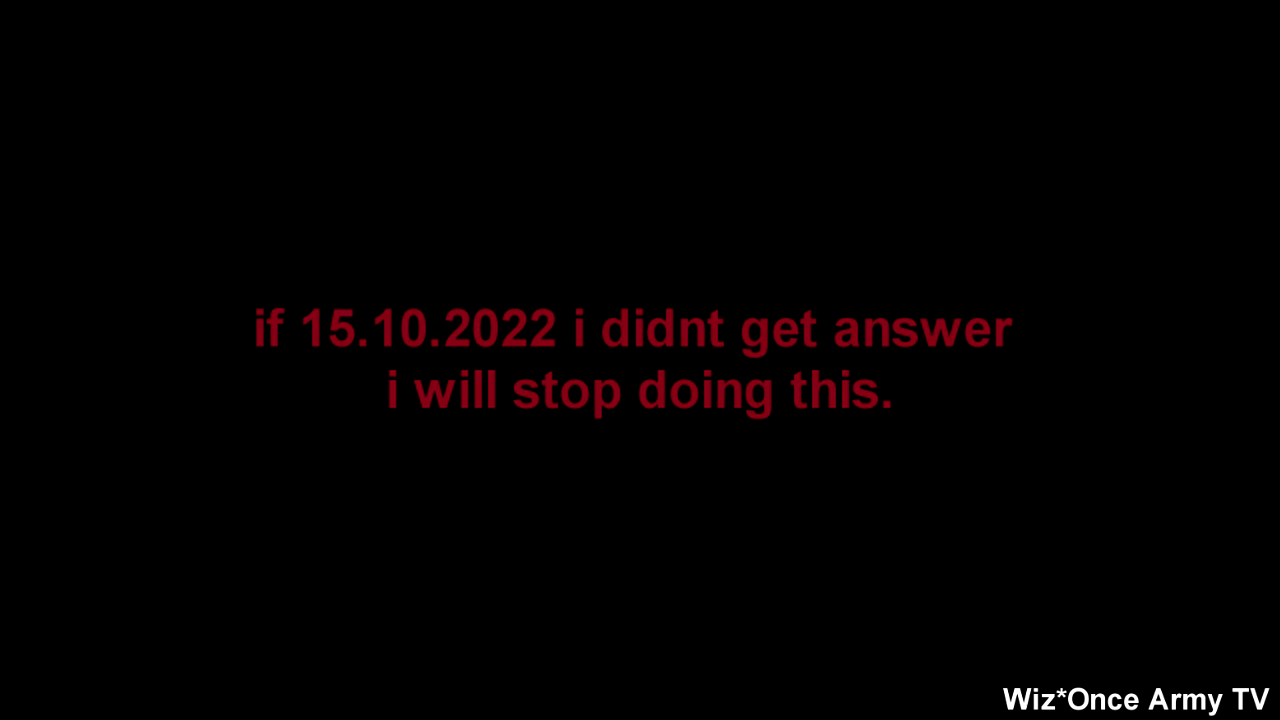 if 15.10.2022 i didnt get answer
i will stop doing this.
Wiz*Once Army TV